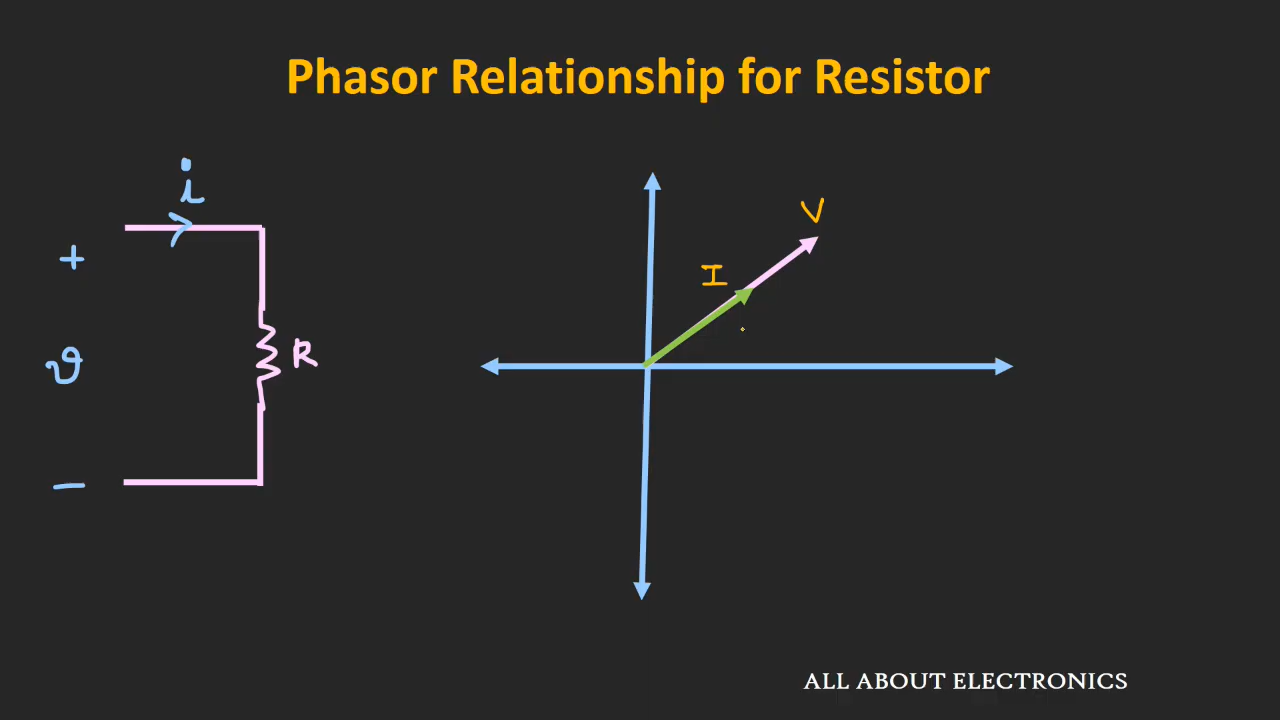 Phasor Relationship for Resistor
i
+
v
R
−
V
I
ALL ABOUT ELECTRONICS